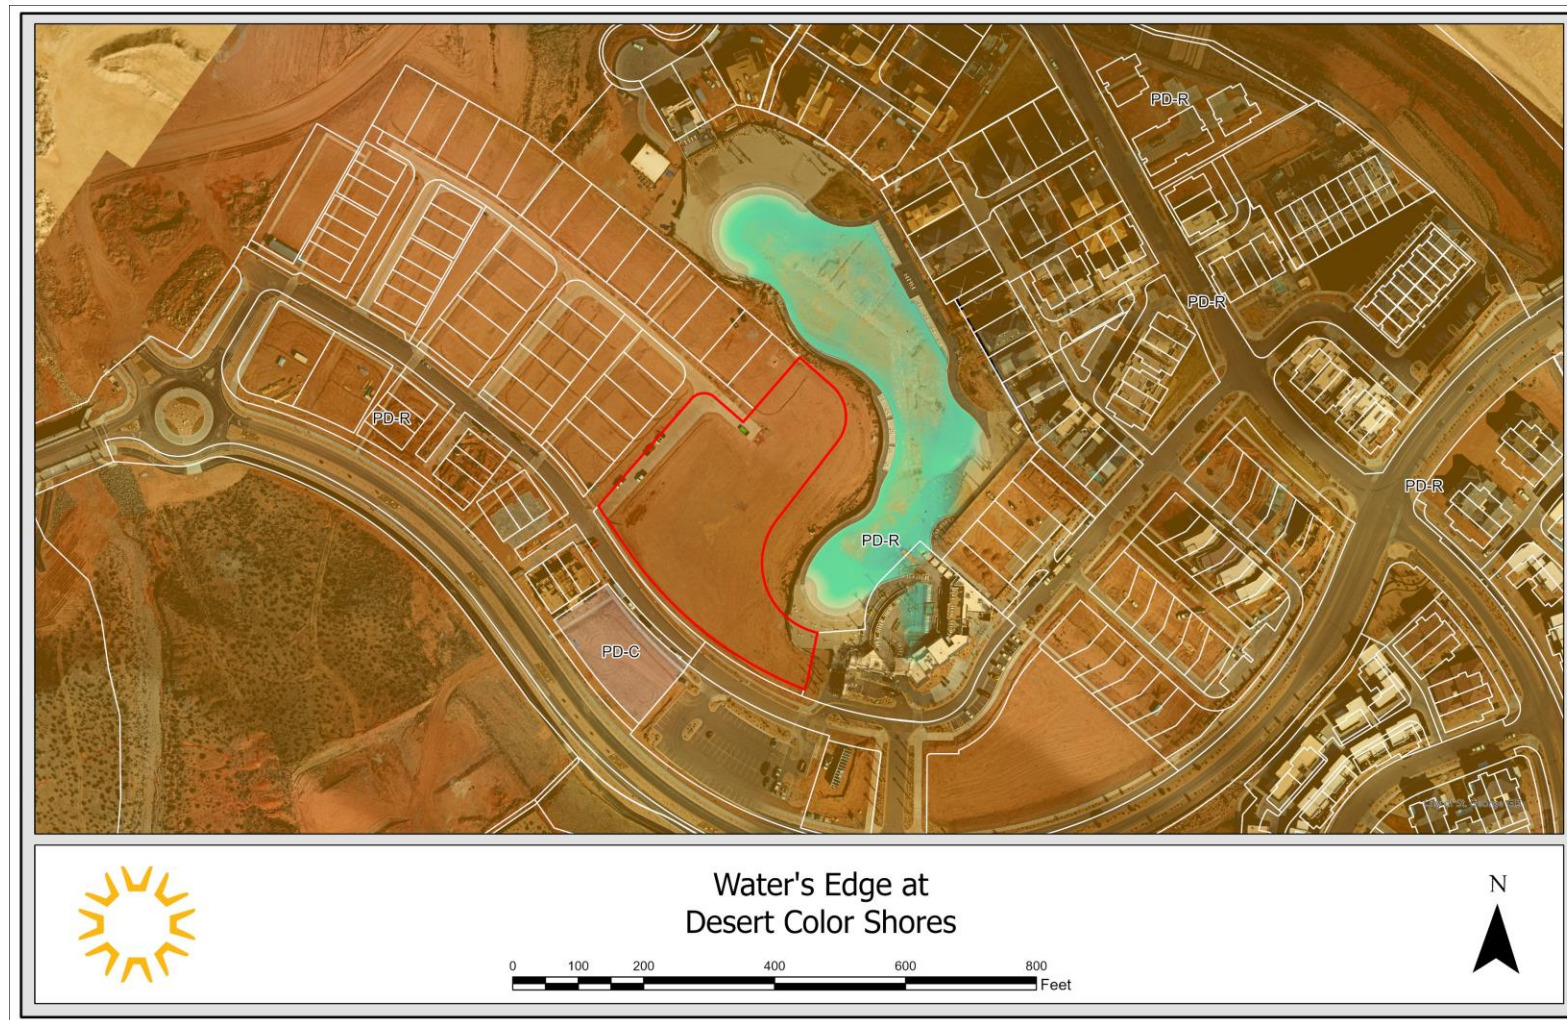 PD-R
PD-R
PD-R
PD-R
PD-R
PD-C
Water's Edge at
Desert Color Shores
N
0 100 200 400 600 800
Feet